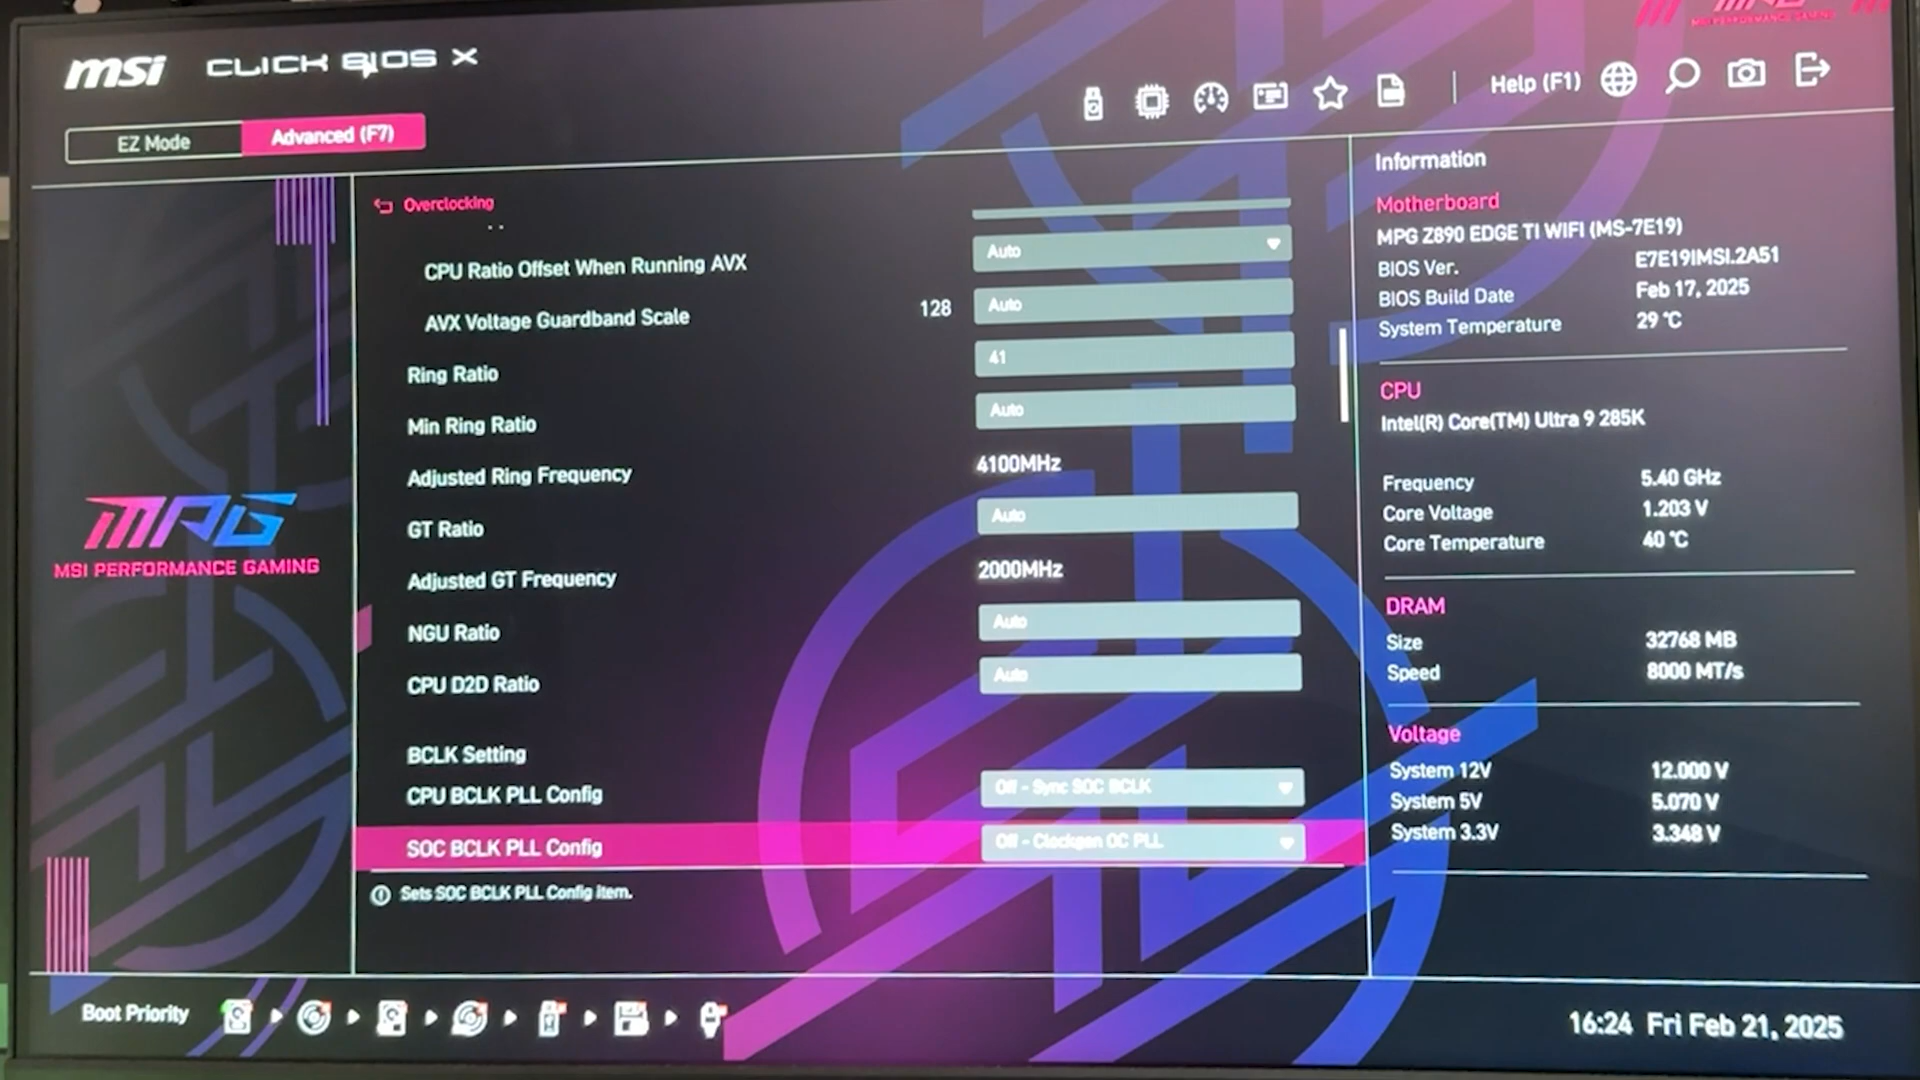 msi CLICK BIOS X
MSI PERFORMANCE GAMING
Help (F1)
EZ Mode Advanced (F7)
Overclocking
CPU Ratio Offset When Running AVX Auto
AVX Voltage Guardband Scale 128 Auto
Ring Ratio 41
Min Ring Ratio Auto
Adjusted Ring Frequency 4100MHz
GT Ratio Auto
Adjusted GT Frequency 2000MHz
NGU Ratio Auto
CPU D2D Ratio Auto
BCLK Setting
CPU BCLK PLL Config Off - Sync SOC BCLK
SOC BCLK PLL Config Off - Clockgen OC PLL
Sets SOC BCLK PLL Config item.
MPG
MSI PERFORMANCE GAMING
Information
Motherboard
MPG Z890 EDGE TI WIFI (MS-7E19)
BIOS Ver. E7E19IMSI.2A51
BIOS Build Date Feb 17, 2025
System Temperature 29 °C
CPU
Intel(R) Core(TM) Ultra 9 285K
Frequency 5.40 GHz
Core Voltage 1.203 V
Core Temperature 40 °C
DRAM
Size 32768 MB
Speed 8000 MT/s
Voltage
System 12V 12.000 V
System 5V 5.070 V
System 3.3V 3.348 V
Boot Priority
16:24 Fri Feb 21, 2025